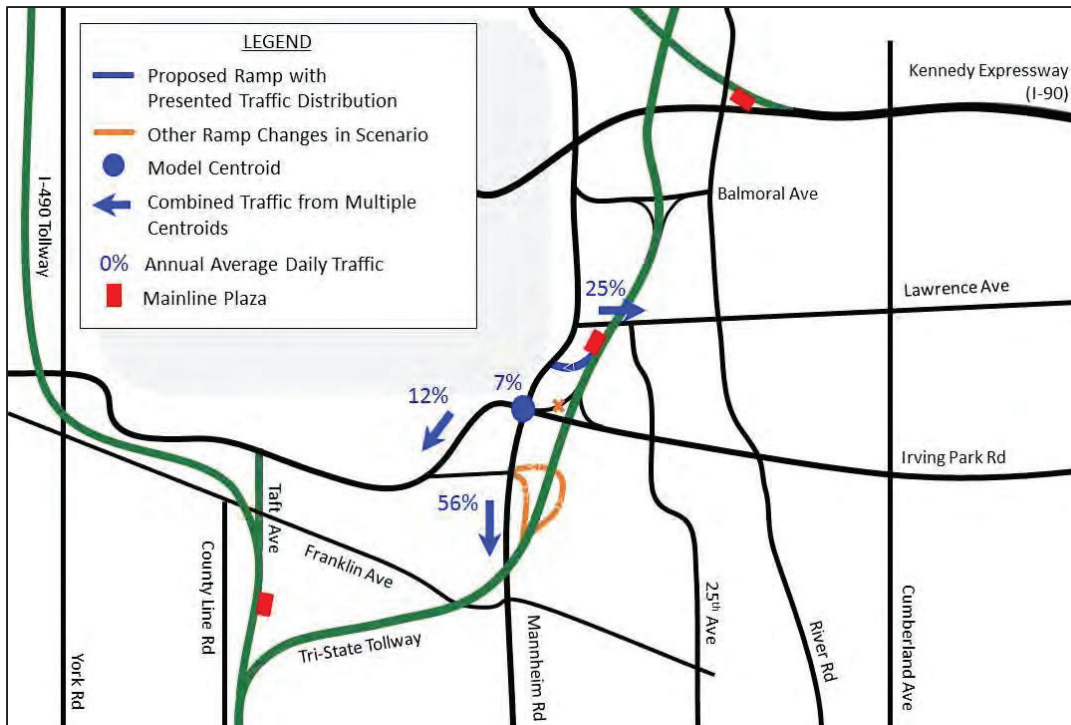 LEGEND
Proposed Ramp with
Presented Traffic Distribution
Other Ramp Changes in Scenario
Model Centroid
Combined Traffic from Multiple
Centroids
0% Annual Average Daily Traffic
Mainline Plaza
Kennedy Expressway
(I-90)
I-490 Tollway
Balmoral Ave
25%
Lawrence Ave
7%
12%
Irving Park Rd
56%
Taft Ave
Franklin Ave
County Line Rd
Tri-State Tollway
York Rd
Mannheim Rd
25th Ave
River Rd
Cumberland Ave